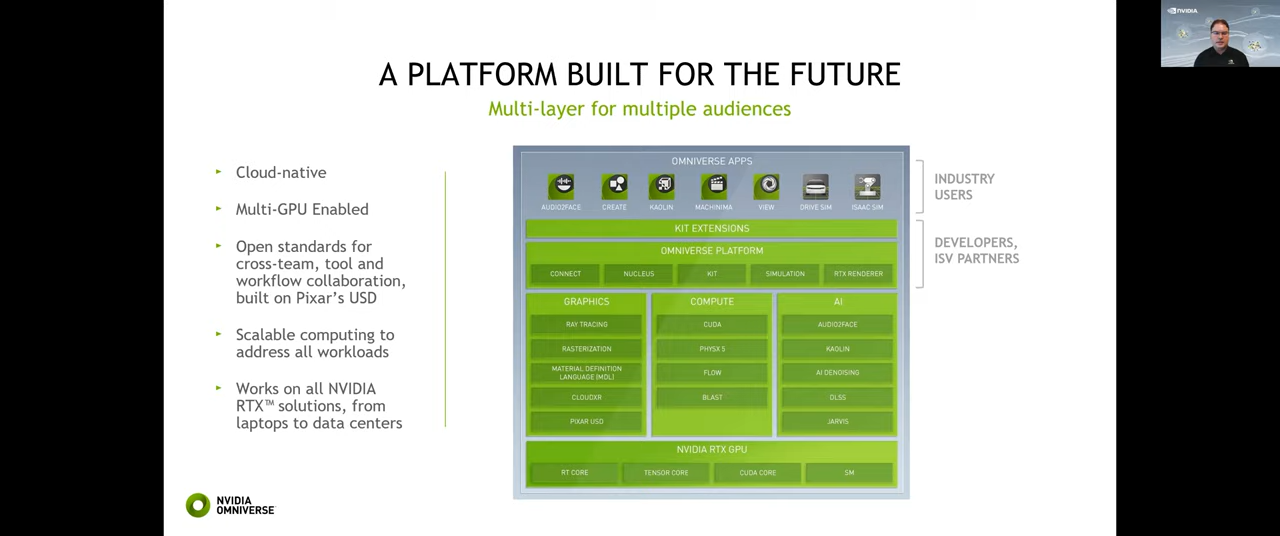 NVIDIA
A PLATFORM BUILT FOR THE FUTURE
Multi-layer for multiple audiences
Cloud-native
Multi-GPU Enabled
Open standards for
cross-team, tool and
workflow collaboration,
built on Pixar's USD
Scalable computing to
address all workloads
Works on all NVIDIA
RTX™ solutions, from
laptops to data centers
OMNIVERSE APPS
AUDIO2FACE CREATE KAOLIN MACHINIMA VIEW DRIVE SIM ISAAC SIM
KIT EXTENSIONS
OMNIVERSE PLATFORM
CONNECT NUCLEUS KIT SIMULATION RTX RENDERER
GRAPHICS
RAY TRACING
RASTERIZATION
MATERIAL DEFINITION
LANGUAGE (MDL)
CLOUDXR
PIXAR USD
COMPUTE
CUDA
PHYSX 5
FLOW
BLAST
AI
AUDIO2FACE
KAOLIN
AI DENOISING
DLSS
JARVIS
NVIDIA RTX GPU
RT CORE TENSOR CORE CUDA CORE SM
INDUSTRY
USERS
DEVELOPERS,
ISV PARTNERS
NVIDIA
OMNIVERSE